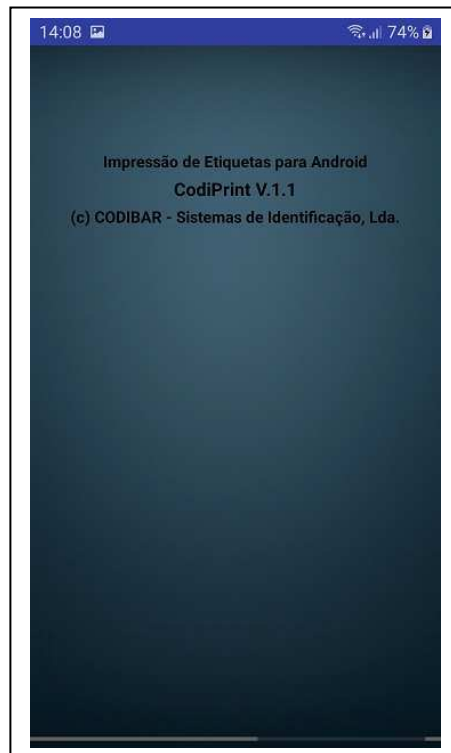 14:08 74%
Impressão de Etiquetas para Android
CodiPrint V.1.1
(c) CODIBAR - Sistemas de Identificação, Lda.